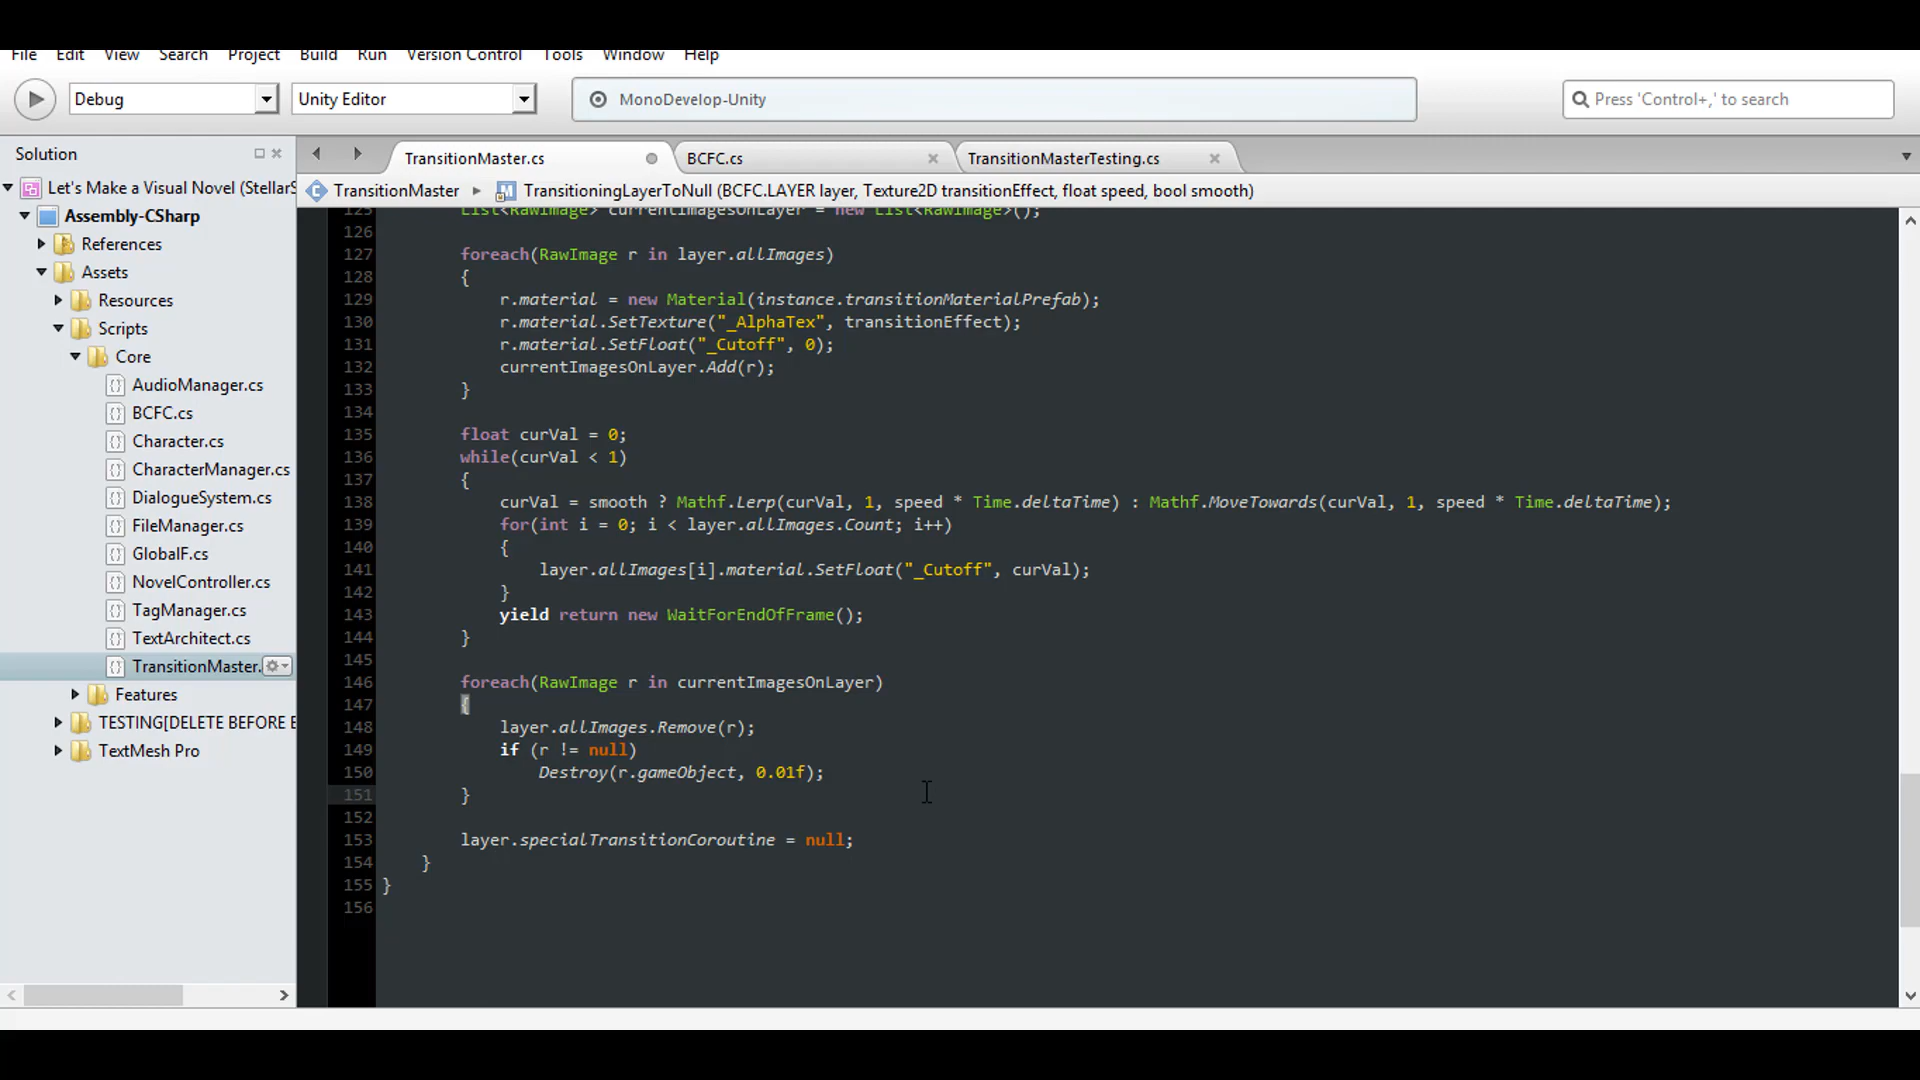 File Edit View Search Project Build Run Version Control Tools Window Help
Debug Unity Editor MonoDevelop-Unity Press 'Control+,' to search
Solution
TransitionMaster.cs BCFC.cs TransitionMasterTesting.cs
TransitionMaster TransitioningLayerToNull (BCFC.LAYER layer, Texture2D transitionEffect, float speed, bool smooth)
Let's Make a Visual Novel (StellarS
Assembly-CSharp
References
Assets
Resources
Scripts
Core
AudioManager.cs
BCFC.cs
Character.cs
CharacterManager.cs
DialogueSystem.cs
FileManager.cs
GlobalF.cs
NovelController.cs
TagManager.cs
TextArchitect.cs
TransitionMaster.
Features
TESTING[DELETE BEFORE E
TextMesh Pro
125 List<RawImage> currentImagesOnLayer = new List<RawImage>();
126
127 foreach(RawImage r in layer.allImages)
128 {
129 r.material = new Material(instance.transitionMaterialPrefab);
130 r.material.SetTexture("_AlphaTex", transitionEffect);
131 r.material.SetFloat("_Cutoff", 0);
132 currentImagesOnLayer.Add(r);
133 }
134
135 float curVal = 0;
136 while(curVal < 1)
137 {
138 curVal = smooth ? Mathf.Lerp(curVal, 1, speed * Time.deltaTime) : Mathf.MoveTowards(curVal, 1, speed * Time.deltaTime);
139 for(int i = 0; i < layer.allImages.Count; i++)
140 {
141 layer.allImages[i].material.SetFloat("_Cutoff", curVal);
142 }
143 yield return new WaitForEndOfFrame();
144 }
145
146 foreach(RawImage r in currentImagesOnLayer)
147 {
148 layer.allImages.Remove(r);
149 if (r != null)
150 Destroy(r.gameObject, 0.01f);
151 }
152
153 layer.specialTransitionCoroutine = null;
154 }
155 }
156